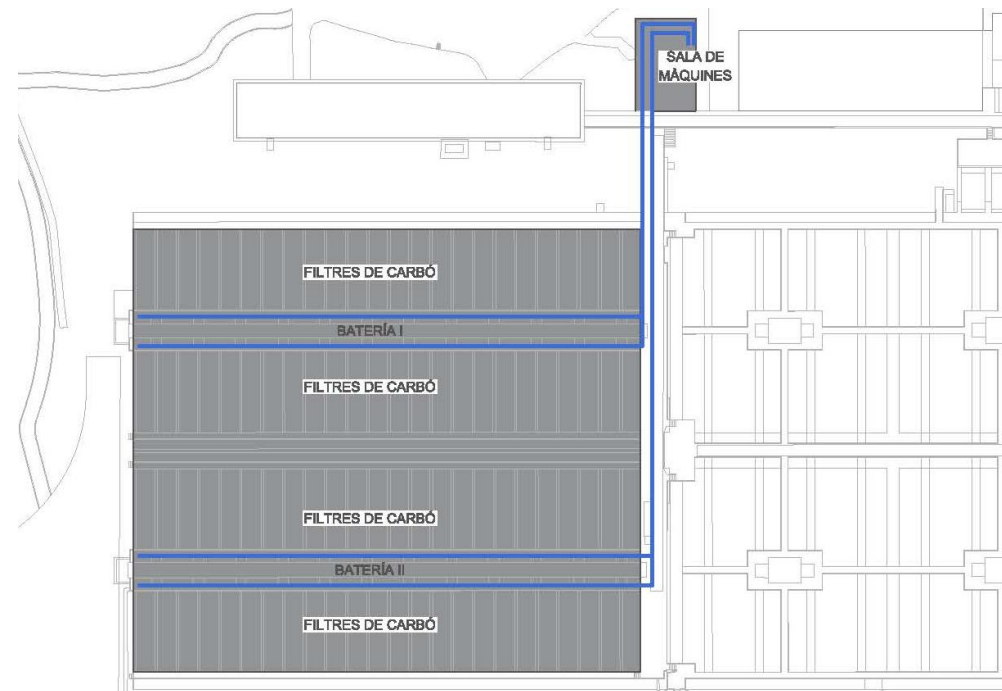 SALA DE
MÀQUINES
FILTRES DE CARBÓ
BATERÍA I
FILTRES DE CARBÓ
FILTRES DE CARBÓ
BATERÍA II
FILTRES DE CARBÓ